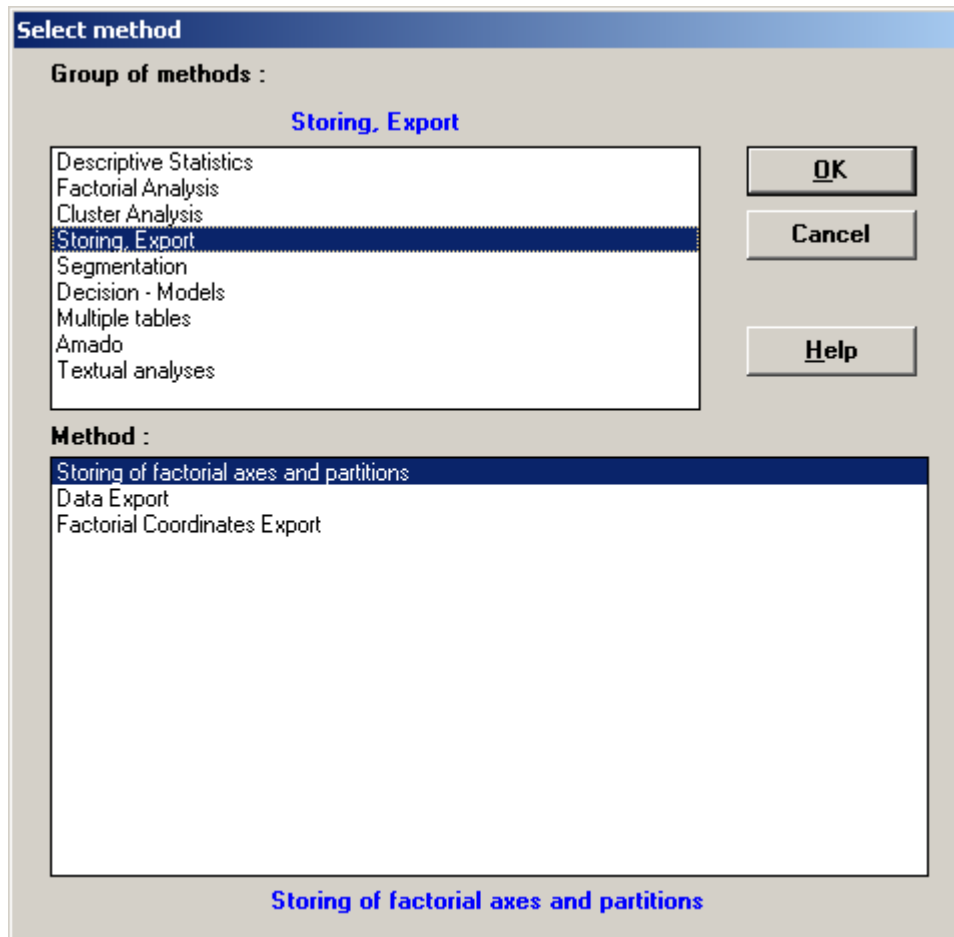 Select method
Group of methods :
Storing, Export
Descriptive Statistics
Factorial Analysis
Cluster Analysis
Storing, Export
Segmentation
Decision - Models
Multiple tables
Amado
Textual analyses
OK
Cancel
Help
Method :
Storing of factorial axes and partitions
Data Export
Factorial Coordinates Export
Storing of factorial axes and partitions